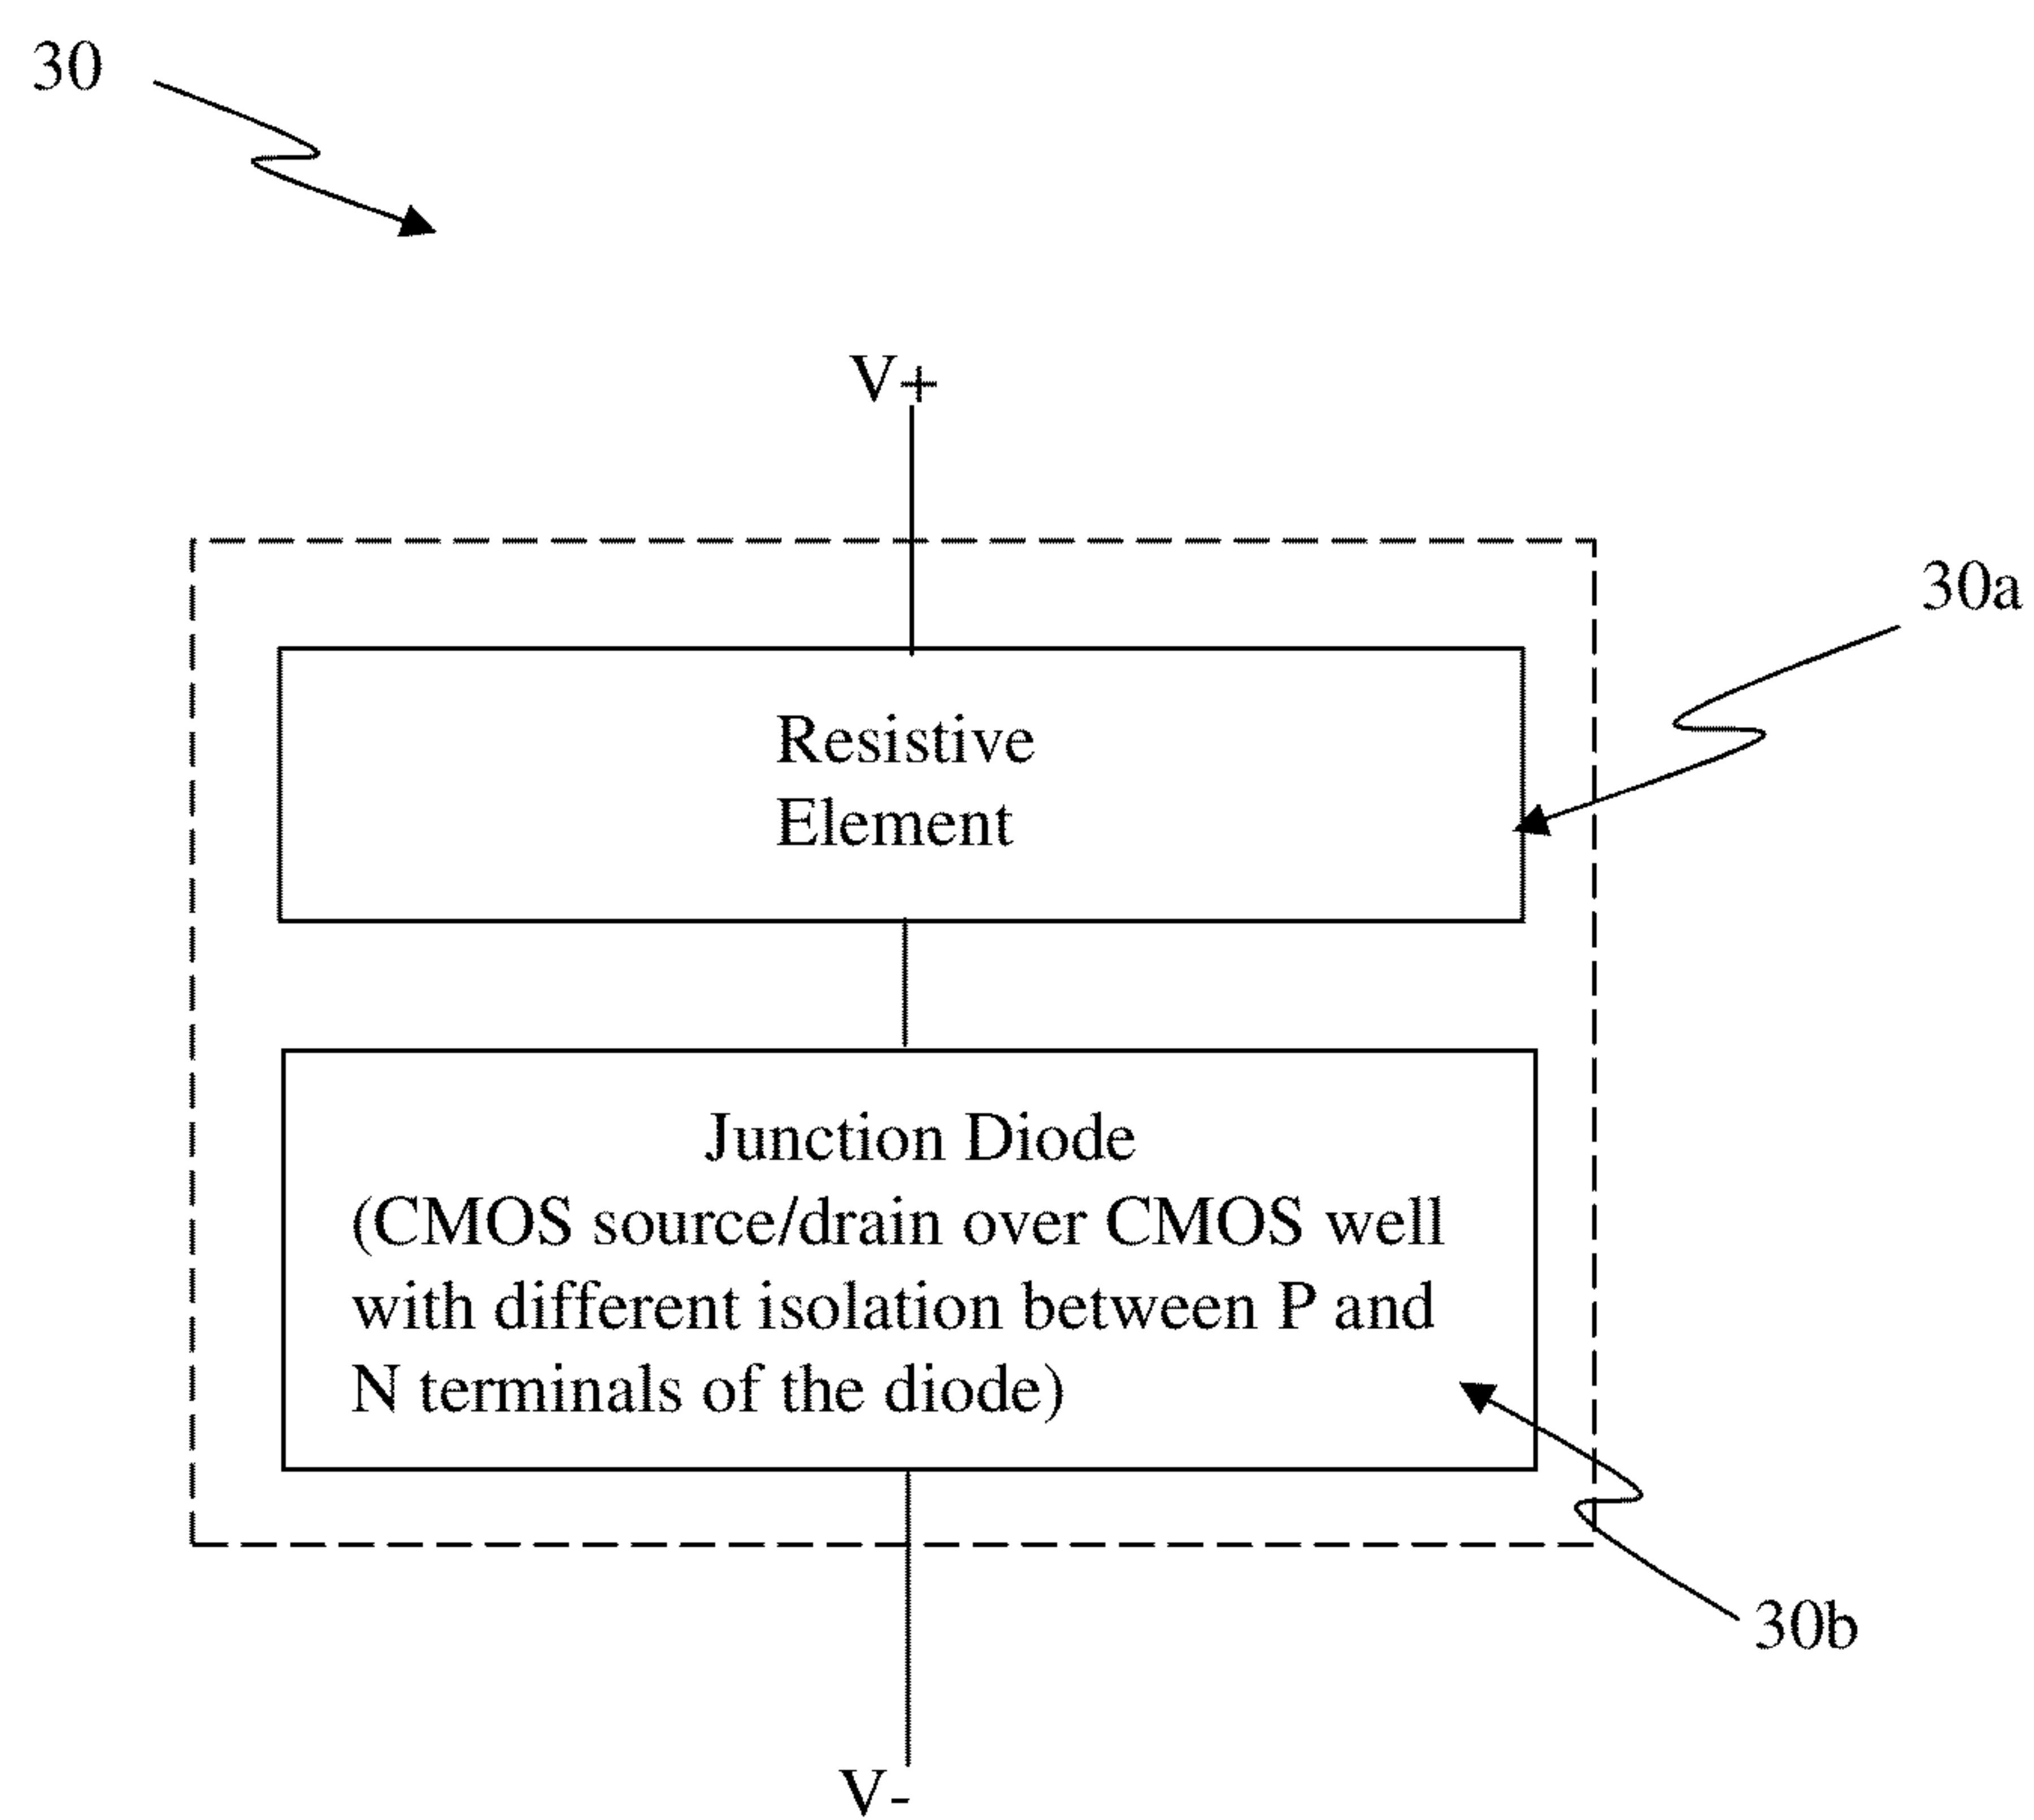 30
V+
30a
Resistive
Element
Junction Diode
(CMOS source/drain over CMOS well
with different isolation between P and
N terminals of the diode)
30b
V-